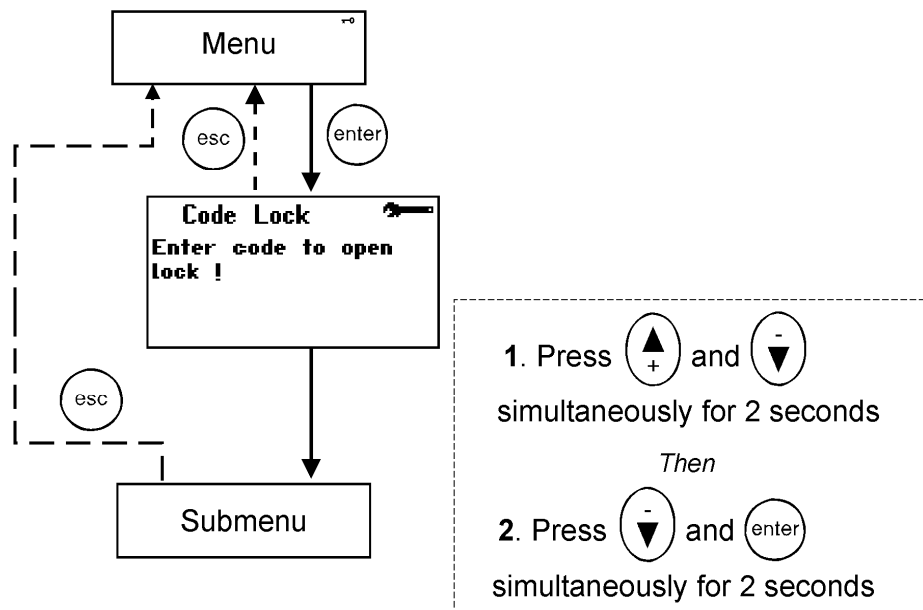 Menu
esc
enter
Code Lock
Enter code to open
lock !
esc
Submenu
1. Press ▲ + and - ▼
simultaneously for 2 seconds
Then
2. Press - ▼ and enter
simultaneously for 2 seconds